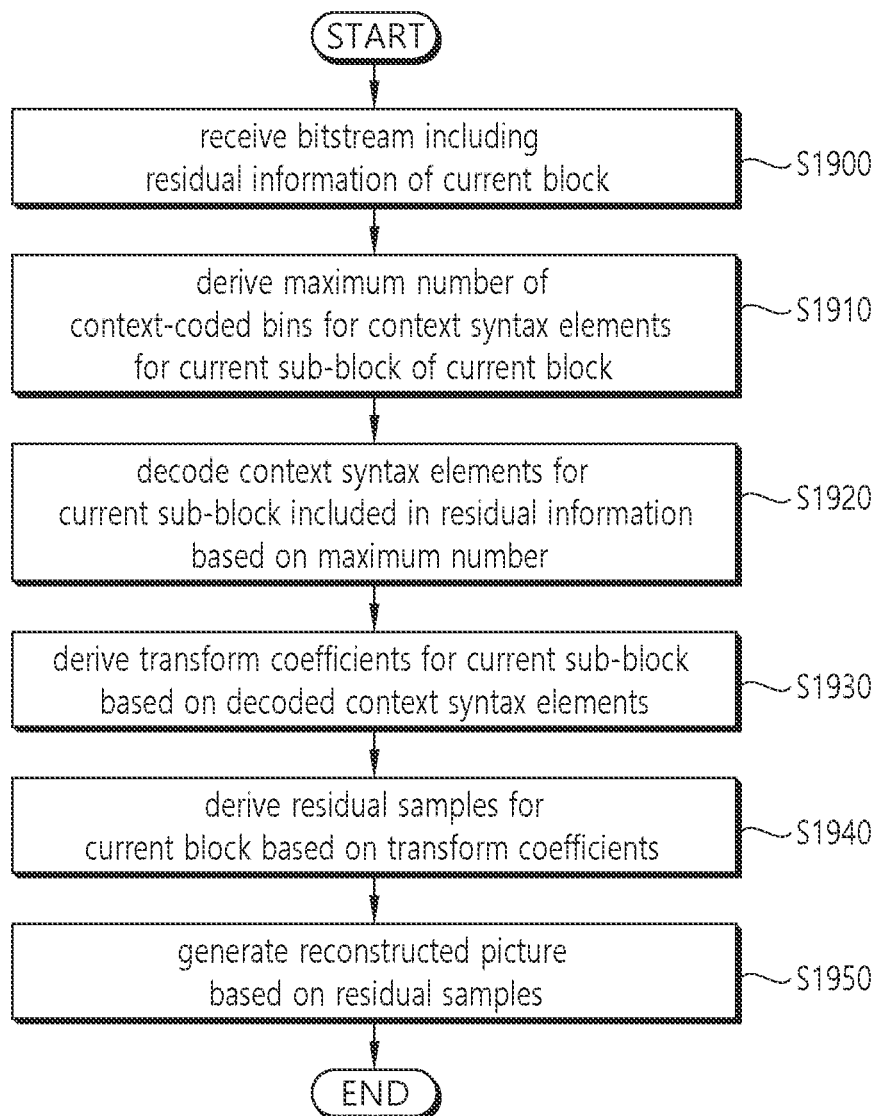 START
receive bitstream including
residual information of current block
S1900
derive maximum number of
context-coded bins for context syntax elements
for current sub-block of current block
S1910
decode context syntax elements for
current sub-block included in residual information
based on maximum number
S1920
derive transform coefficients for current sub-block
based on decoded context syntax elements
S1930
derive residual samples for
current block based on transform coefficients
S1940
generate reconstructed picture
based on residual samples
S1950
END